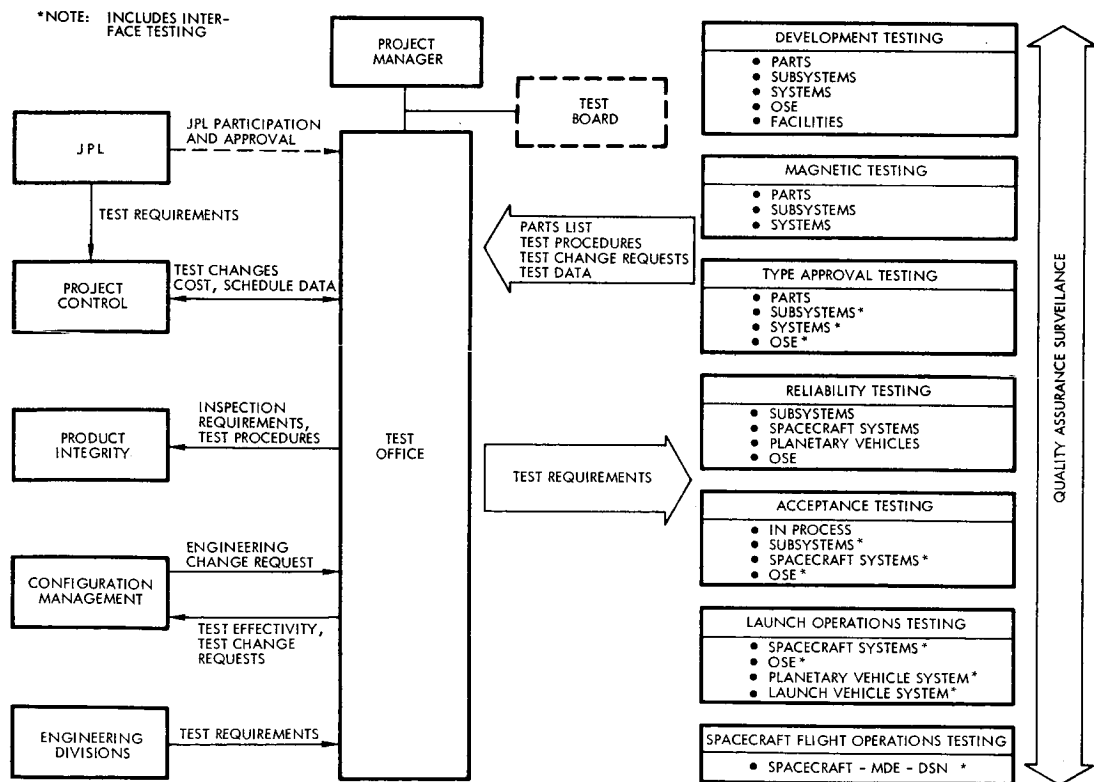 *NOTE: INCLUDES INTER-
FACE TESTING
PROJECT
MANAGER
TEST
BOARD
JPL
JPL PARTICIPATION
AND APPROVAL
TEST REQUIREMENTS
PROJECT
CONTROL
TEST CHANGES
COST, SCHEDULE DATA
PRODUCT
INTEGRITY
INSPECTION
REQUIREMENTS,
TEST PROCEDURES
CONFIGURATION
MANAGEMENT
ENGINEERING
CHANGE REQUEST
TEST EFFECTIVITY,
TEST CHANGE
REQUESTS
ENGINEERING
DIVISIONS
TEST REQUIREMENTS
TEST
OFFICE
PARTS LIST
TEST PROCEDURES
TEST CHANGE REQUESTS
TEST DATA
TEST REQUIREMENTS
DEVELOPMENT TESTING
• PARTS
• SUBSYSTEMS
• SYSTEMS
• OSE
• FACILITIES
MAGNETIC TESTING
• PARTS
• SUBSYSTEMS
• SYSTEMS
TYPE APPROVAL TESTING
• PARTS
• SUBSYSTEMS*
• SYSTEMS*
• OSE*
RELIABILITY TESTING
• SUBSYSTEMS
• SPACECRAFT SYSTEMS
• PLANETARY VEHICLES
• OSE
ACCEPTANCE TESTING
• IN PROCESS
• SUBSYSTEMS*
• SPACECRAFT SYSTEMS*
• OSE*
LAUNCH OPERATIONS TESTING
• SPACECRAFT SYSTEMS*
• OSE*
• PLANETARY VEHICLE SYSTEM*
• LAUNCH VEHICLE SYSTEM*
SPACECRAFT FLIGHT OPERATIONS TESTING
• SPACECRAFT - MDE - DSN *
QUALITY ASSURANCE SURVEILANCE